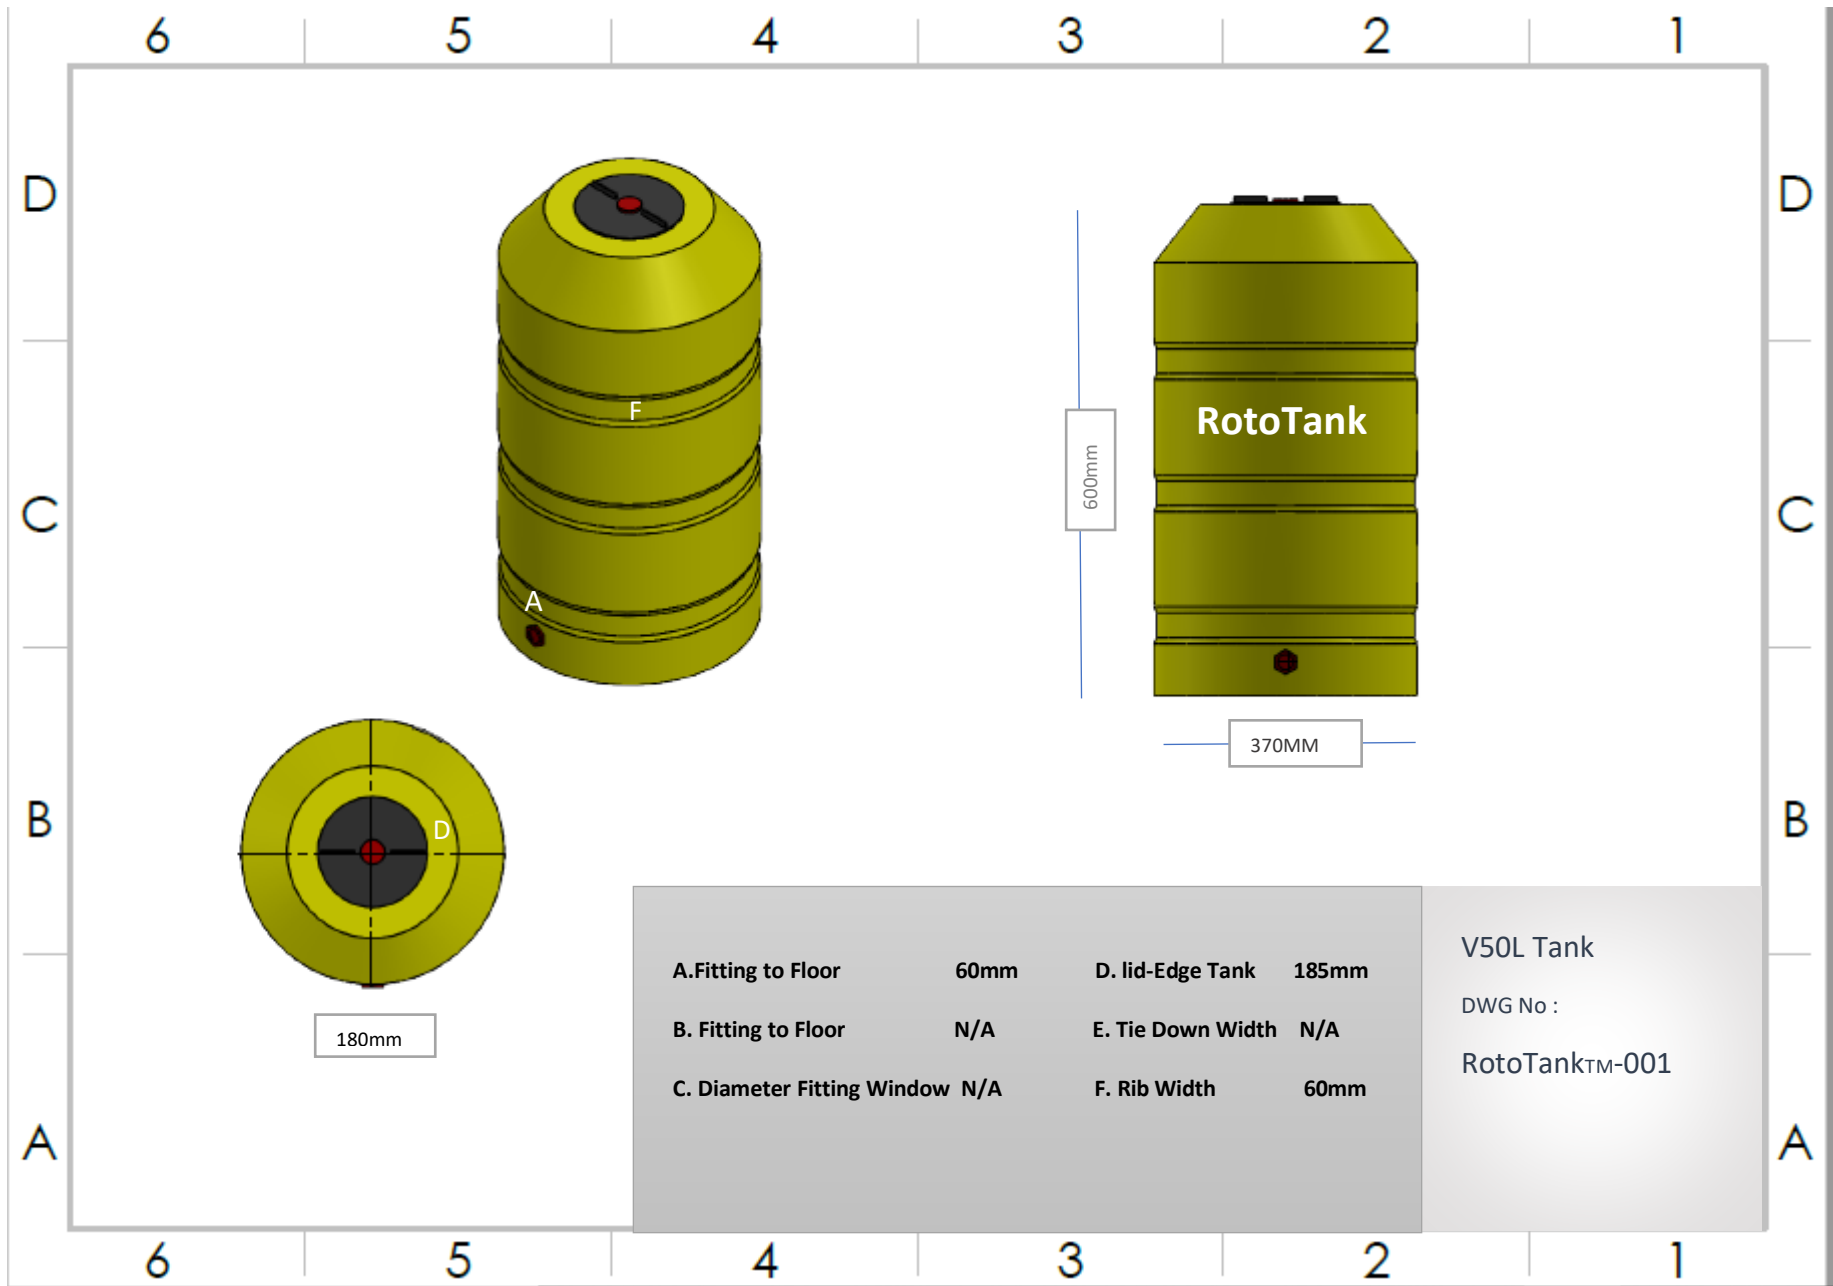 6 5 4 3 2 1
D D
F
RotoTank
600mm
C C
A
370MM
B B
D
180mm
A.Fitting to Floor 60mm D. lid-Edge Tank 185mm
B. Fitting to Floor N/A E. Tie Down Width N/A
C. Diameter Fitting Window N/A F. Rib Width 60mm
V50L Tank
DWG No :
RotoTankTM-001
A A
6 5 4 3 2 1